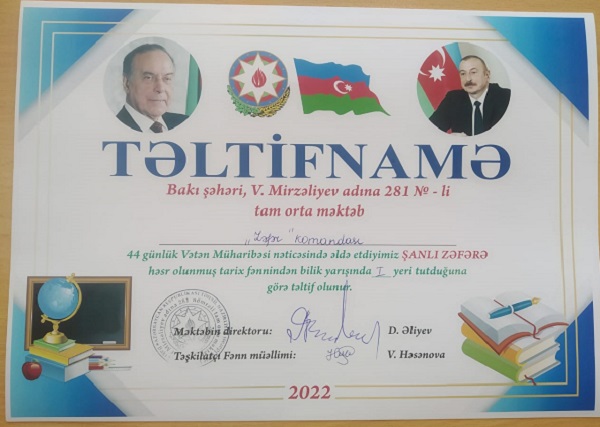 TƏLTİFNAMƏ
Bakı şəhəri, V. Mirzəliyev adına 281 № - li
tam orta məktəb
„Zəfər" komandası
44 günlük Vətən Müharibəsi nəticəsində əldə etdiyimiz ŞANLI ZƏFƏRƏ
həsr olunmuş tarix fənnindən bilik yarışında I yeri tutduğuna
görə təltif olunur.
Məktəbin direktoru: D. Əliyev
Təşkilatçı Fənn müəllimi: V. Həsənova
2022